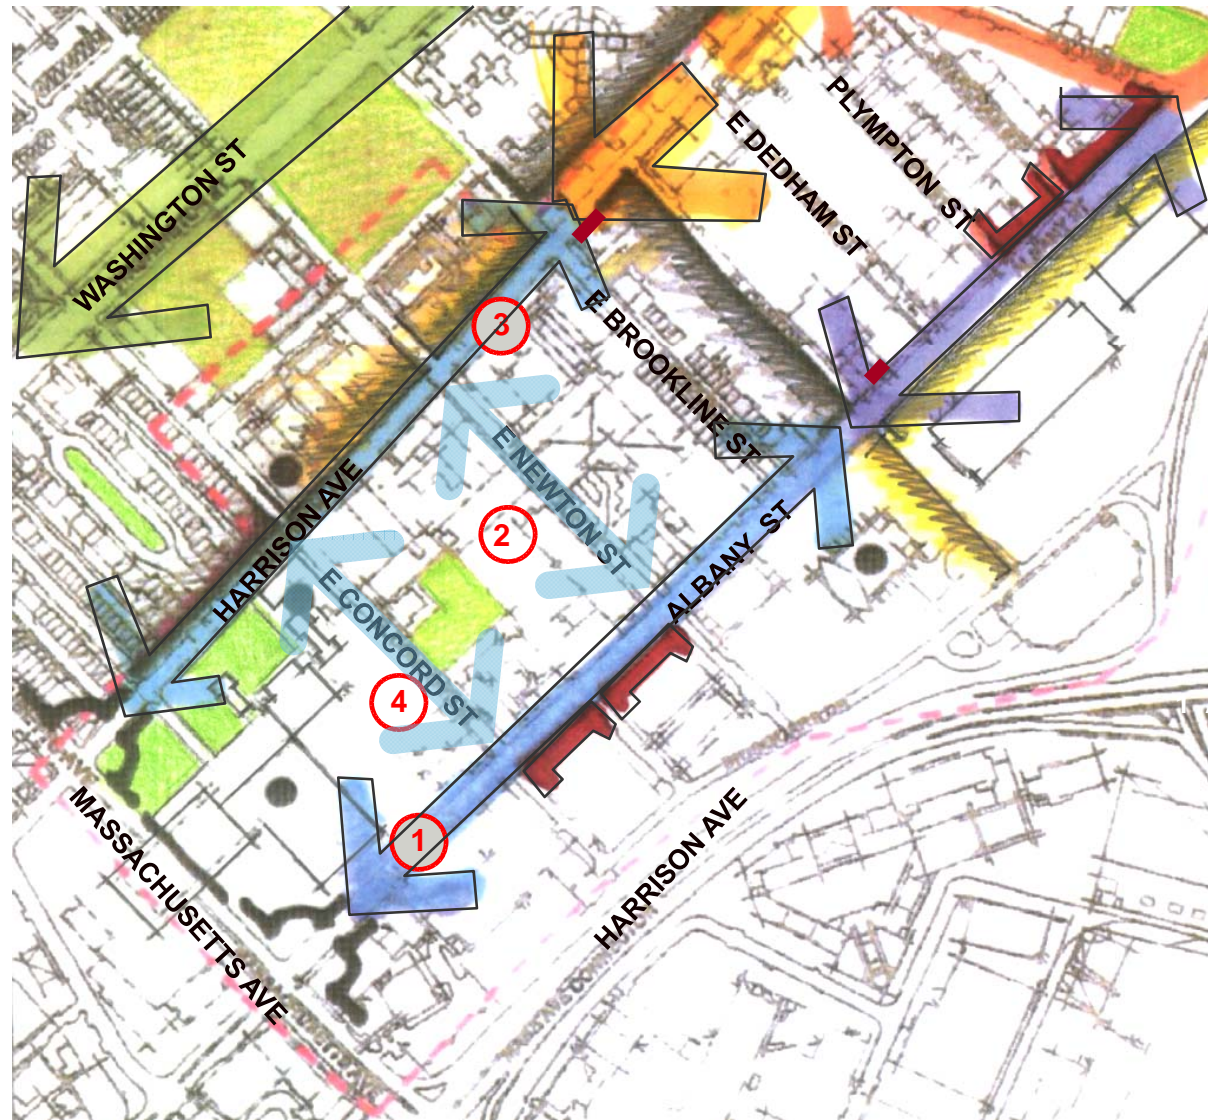 PLYMPTON ST
E DEDHAM ST
WASHINGTON ST
3
E BROOKLINE ST
E NEWTON ST
HARRISON AVE
2
ALBANY ST
E CONCORD ST
4
1
MASSACHUSETTS AVE
HARRISON AVE